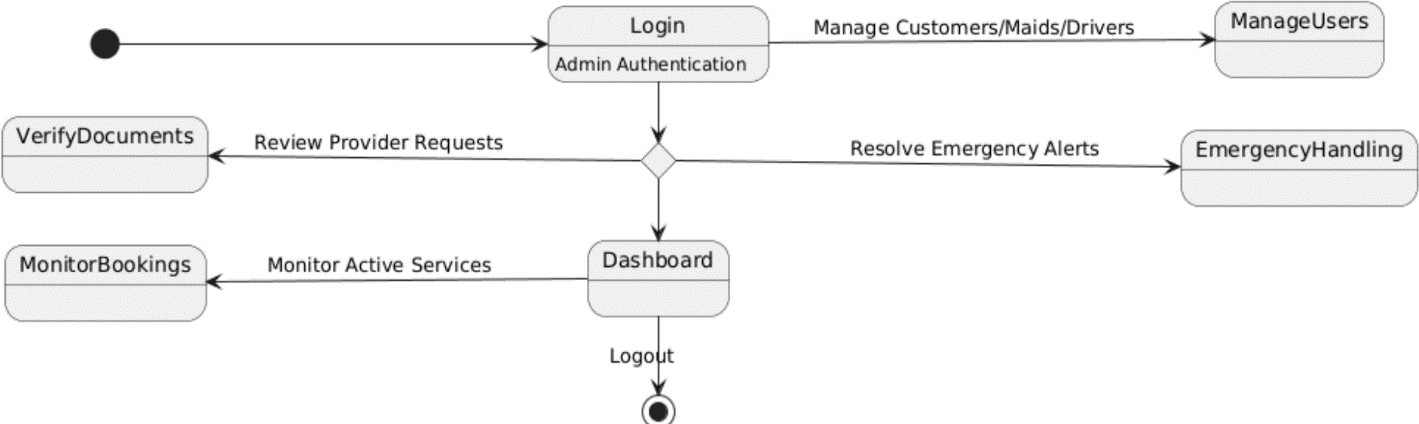 Login
Admin Authentication
Manage Customers/Maids/Drivers
ManageUsers
VerifyDocuments
Review Provider Requests
Resolve Emergency Alerts
EmergencyHandling
MonitorBookings
Monitor Active Services
Dashboard
Logout